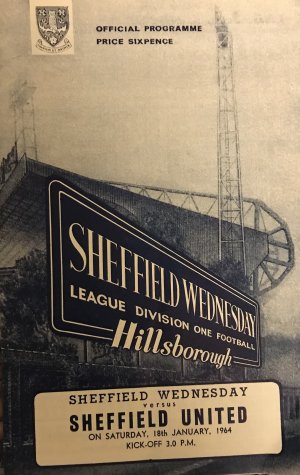 OFFICIAL PROGRAMME
PRICE SIXPENCE
SHEFFIELD WEDNESDAY
LEAGUE DIVISION ONE FOOTBALL
Hillsborough
SHEFFIELD WEDNESDAY
versus
SHEFFIELD UNITED
ON SATURDAY, 18th JANUARY, 1964
KICK-OFF 3.0 P.M.